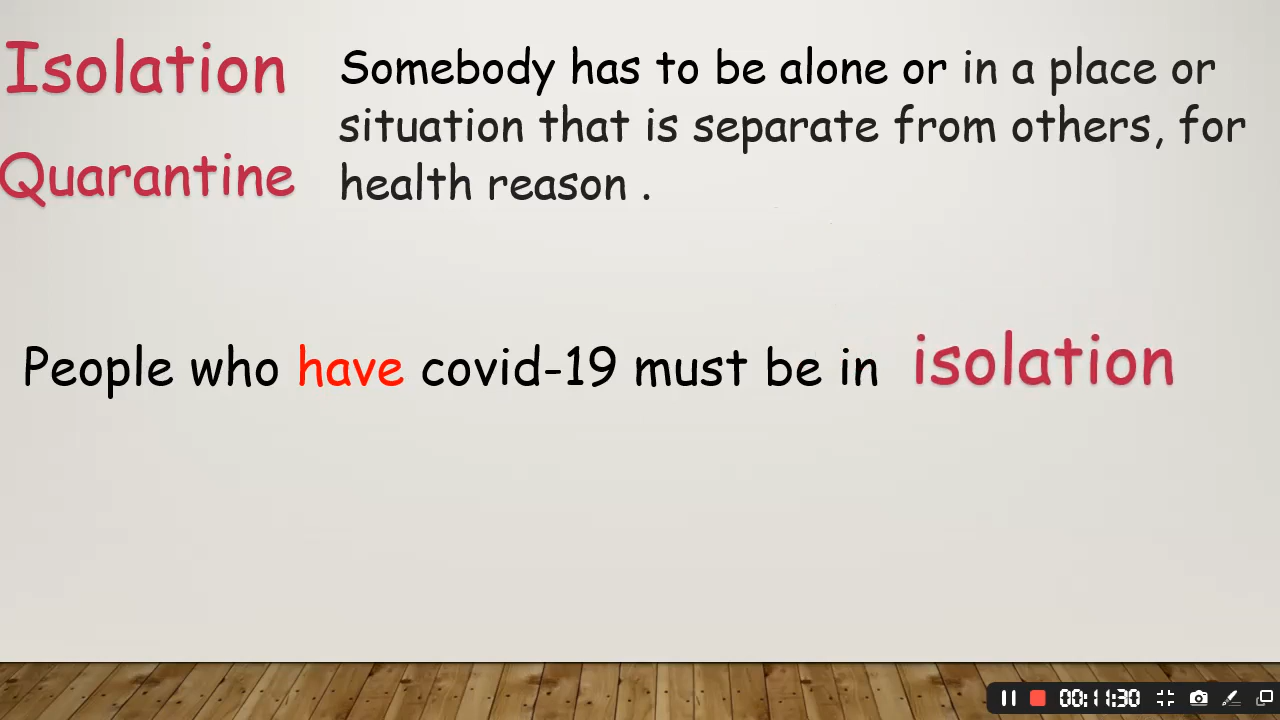 Isolation
Quarantine
Somebody has to be alone or in a place or
situation that is separate from others, for
health reason .
People who have covid-19 must be in isolation
00:11:30